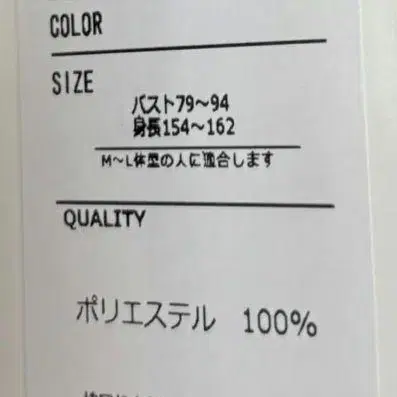 COLOR
SIZE
バスト79～94
身長154～162
M～L体型の人に適合します
QUALITY
ポリエステル 100%